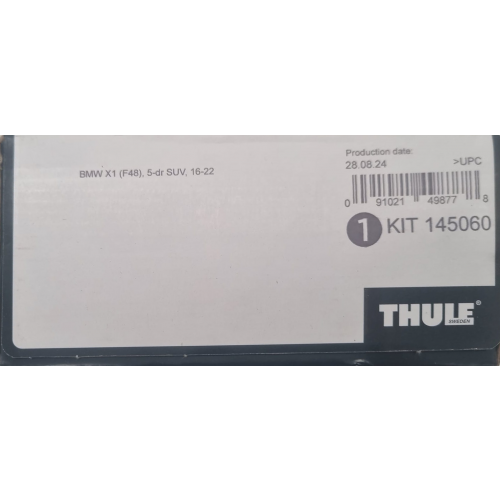 Production date:
28.08.24 >UPC
BMW X1 (F48), 5-dr SUV, 16-22
0 91021 49877 8
1 KIT 145060
THULE
SWEDEN